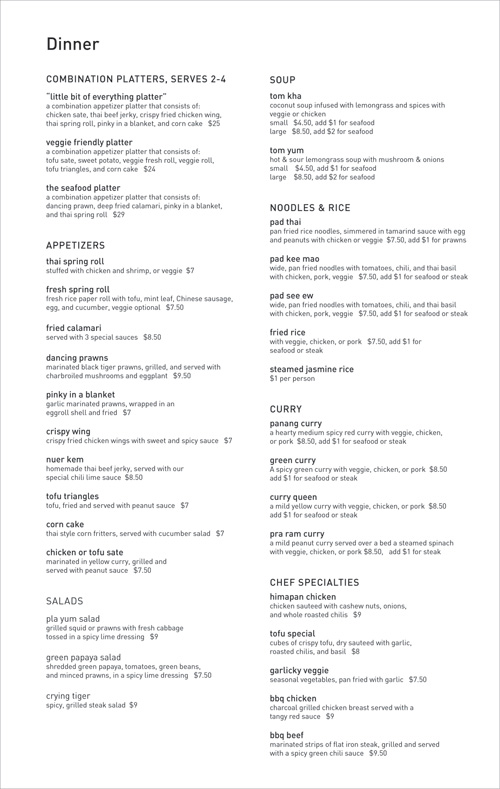 Dinner
COMBINATION PLATTERS, SERVES 2-4
"little bit of everything platter"
a combination appetizer platter that consists of:
chicken sate, thai beef jerky, crispy fried chicken wing,
thai spring roll, pinky in a blanket, and corn cake $25
veggie friendly platter
a combination appetizer platter that consists of:
tofu sate, sweet potato, veggie fresh roll, veggie roll,
tofu triangles, and corn cake $24
the seafood platter
a combination appetizer platter that consists of:
dancing prawn, deep fried calamari, pinky in a blanket,
and thai spring roll $29
APPETIZERS
thai spring roll
stuffed with chicken and shrimp, or veggie $7
fresh spring roll
fresh rice paper roll with tofu, mint leaf, Chinese sausage,
egg, and cucumber, veggie optional $7.50
fried calamari
served with 3 special sauces $8.50
dancing prawns
marinated black tiger prawns, grilled, and served with
charbroiled mushrooms and eggplant $9.50
pinky in a blanket
garlic marinated prawns, wrapped in an
eggroll shell and fried $7
crispy wing
crispy fried chicken wings with sweet and spicy sauce $7
nuer kem
homemade thai beef jerky, served with our
special chili lime sauce $8.50
tofu triangles
tofu, fried and served with peanut sauce $7
corn cake
thai style corn fritters, served with cucumber salad $7
chicken or tofu sate
marinated in yellow curry, grilled and
served with peanut sauce $7.50
SALADS
pla yum salad
grilled squid or prawns with fresh cabbage
tossed in a spicy lime dressing $9
green papaya salad
shredded green papaya, tomatoes, green beans,
and minced prawns, in a spicy lime dressing $7.50
crying tiger
spicy, grilled steak salad $9
SOUP
tom kha
coconut soup infused with lemongrass and spices with
veggie or chicken
small $4.50, add $1 for seafood
large $8.50, add $2 for seafood
tom yum
hot & sour lemongrass soup with mushroom & onions
small $4.50, add $1 for seafood
large $8.50, add $2 for seafood
NOODLES & RICE
pad thai
pan fried rice noodles, simmered in tamarind sauce with egg
and peanuts with chicken or veggie $7.50, add $1 for prawns
pad kee mao
wide, pan fried noodles with tomatoes, chili, and thai basil
with chicken, pork, veggie $7.50, add $1 for seafood or steak
pad see ew
wide, pan fried noodles with tomatoes, chili, and thai basil
with chicken, pork, veggie $7.50, add $1 for seafood or steak
fried rice
with veggie, chicken, or pork $7.50, add $1 for
seafood or steak
steamed jasmine rice
$1 per person
CURRY
panang curry
a hearty medium spicy red curry with veggie, chicken,
or pork $8.50, add $1 for seafood or steak
green curry
A spicy green curry with veggie, chicken, or pork $8.50
add $1 for seafood or steak
curry queen
a mild yellow curry with veggie, chicken, or pork $8.50
add $1 for seafood or steak
pra ram curry
a mild peanut curry served over a bed a steamed spinach
with veggie, chicken, or pork $8.50, add $1 for steak
CHEF SPECIALTIES
himapan chicken
chicken sauteed with cashew nuts, onions,
and whole roasted chilis $9
tofu special
cubes of crispy tofu, dry sauteed with garlic,
roasted chilis, and basil $8
garlicky veggie
seasonal vegetables, pan fried with garlic $7.50
bbq chicken
charcoal grilled chicken breast served with a
tangy red sauce $9
bbq beef
marinated strips of flat iron steak, grilled and served
with a spicy green chili sauce $9.50